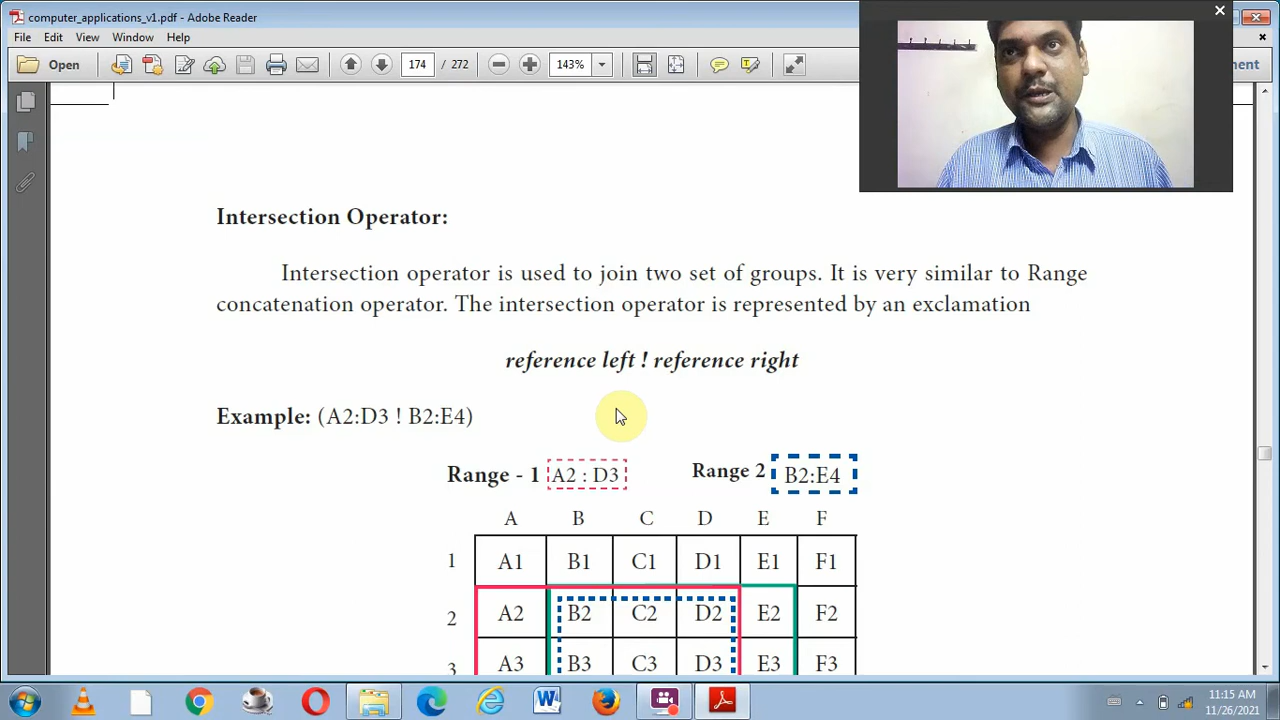 computer_applications_v1.pdf - Adobe Reader
File Edit View Window Help
Open 174 / 272 143% ent
Intersection Operator:
Intersection operator is used to join two set of groups. It is very similar to Range
concatenation operator. The intersection operator is represented by an exclamation
reference left ! reference right
Example: (A2:D3 ! B2:E4)
Range - 1 A2 : D3 Range 2 B2:E4
A B C D E F
1 A1 B1 C1 D1 E1 F1
2 A2 B2 C2 D2 E2 F2
3 A3 B3 C3 D3 E3 F3
11:15 AM
11/26/2021